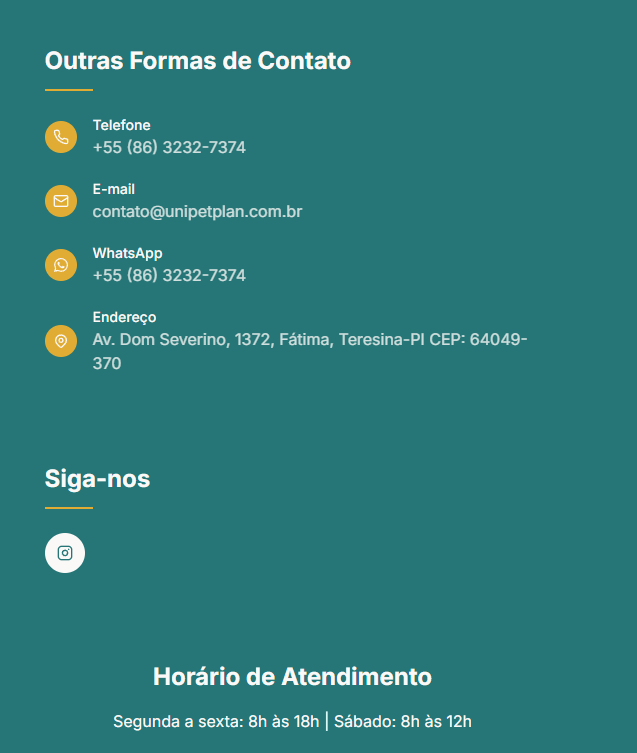 Outras Formas de Contato
Telefone
+55 (86) 3232-7374
E-mail
contato@unipetplan.com.br
WhatsApp
+55 (86) 3232-7374
Endereço
Av. Dom Severino, 1372, Fátima, Teresina-PI CEP: 64049-
370
Siga-nos
Horário de Atendimento
Segunda a sexta: 8h às 18h | Sábado: 8h às 12h